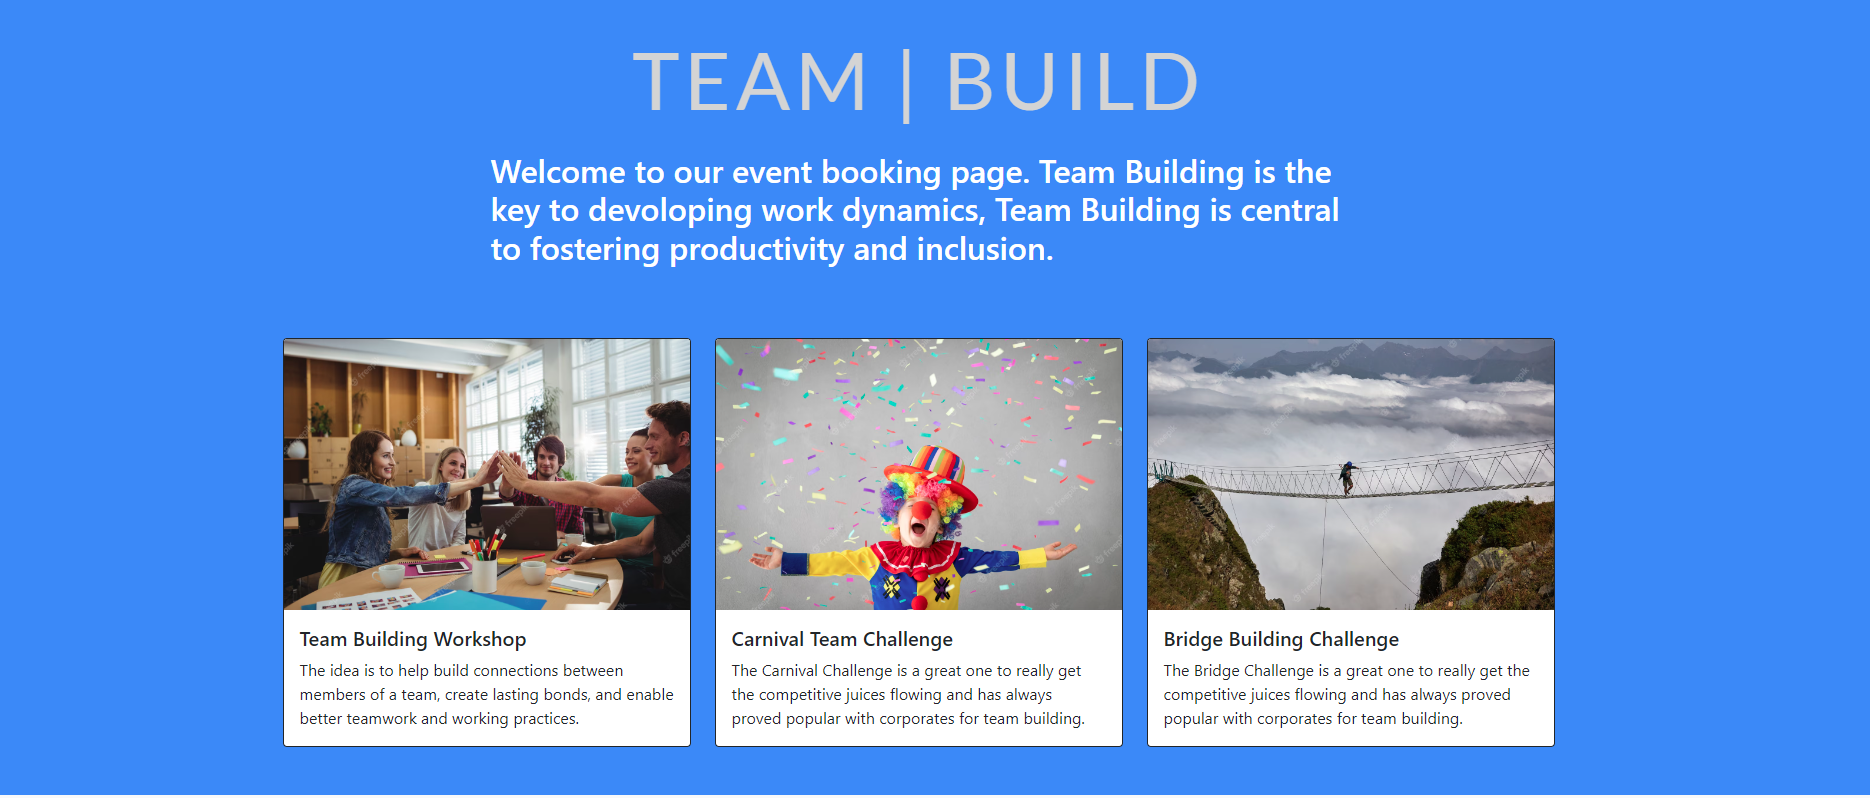 TEAM | BUILD
Welcome to our event booking page. Team Building is the
key to devoloping work dynamics, Team Building is central
to fostering productivity and inclusion.
Team Building Workshop
The idea is to help build connections between
members of a team, create lasting bonds, and enable
better teamwork and working practices.
Carnival Team Challenge
The Carnival Challenge is a great one to really get
the competitive juices flowing and has always
proved popular with corporates for team building.
Bridge Building Challenge
The Bridge Challenge is a great one to really get the
competitive juices flowing and has always proved
popular with corporates for team building.